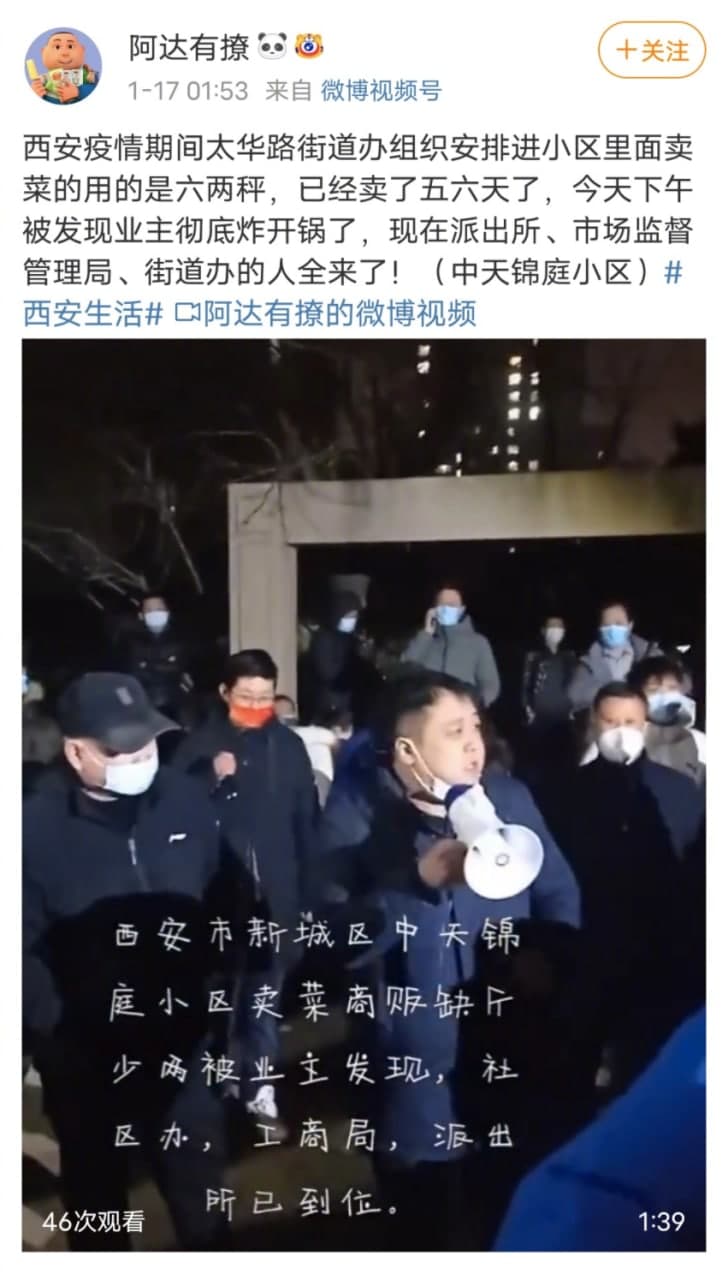 阿达有撩
+关注
1-17 01:53 来自 微博视频号
西安疫情期间太华路街道办组织安排进小区里面卖
菜的用的是六两秤，已经卖了五六天了，今天下午
被发现业主彻底炸开锅了，现在派出所、市场监督
管理局、街道办的人全来了！（中天锦庭小区）#
西安生活# 阿达有撩的微博视频
西安市新城区中天锦
庭小区卖菜商贩缺斤
少两被业主发现，社
区办，工商局，派出
所已到位。
46次观看
1:39